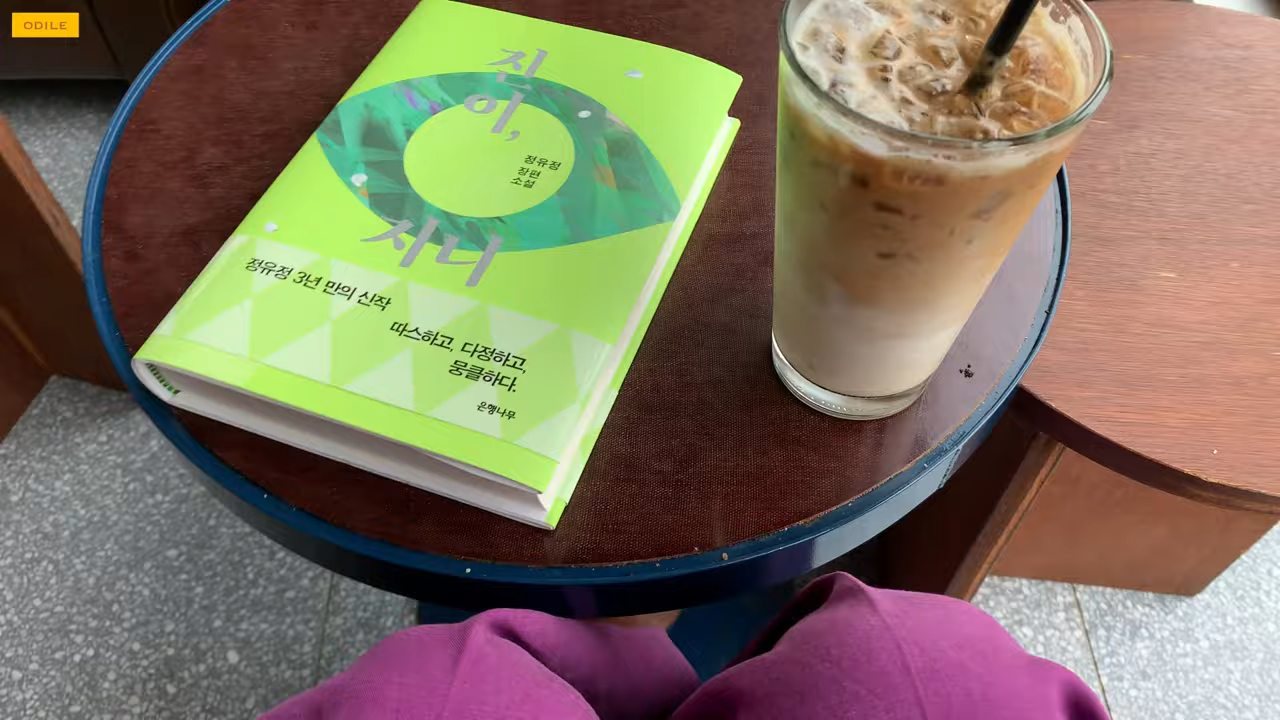 ODILE
진
이,
정유정
장편
소설
지니
정유정 3년 만의 신작
따스하고, 다정하고,
뭉클하다.
은행나무